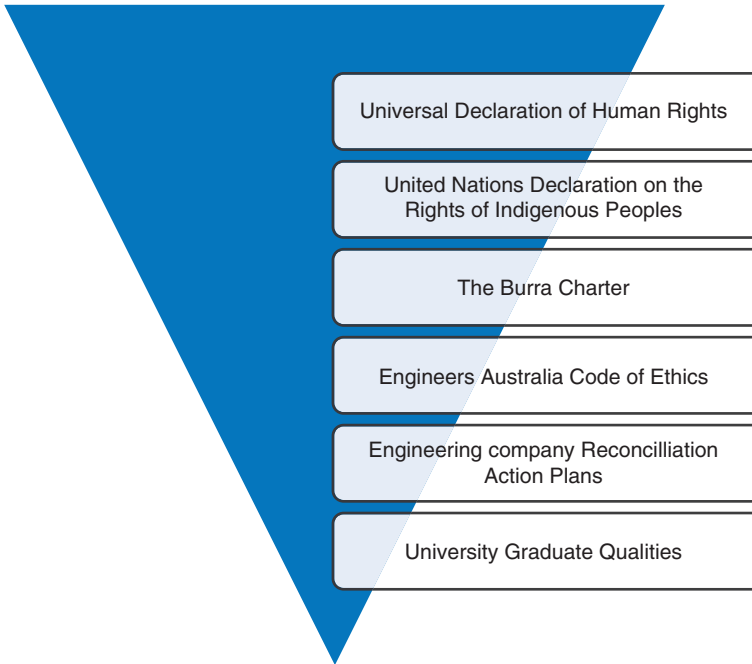 Universal Declaration of Human Rights
United Nations Declaration on the
Rights of Indigenous Peoples
The Burra Charter
Engineers Australia Code of Ethics
Engineering company Reconcilliation
Action Plans
University Graduate Qualities